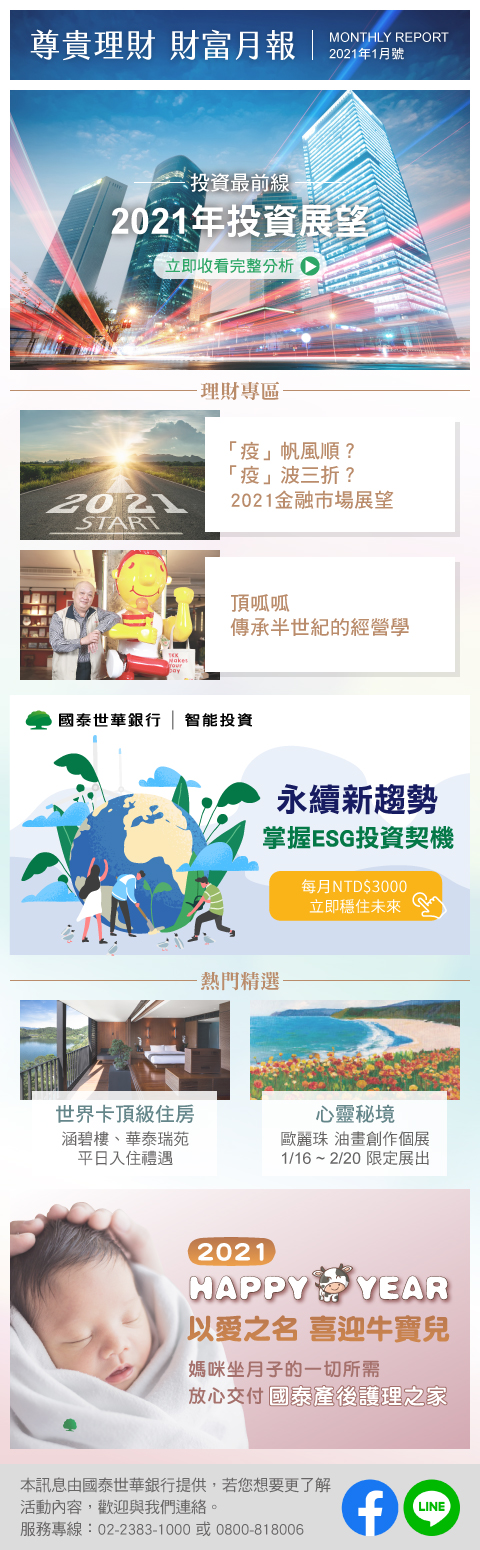 尊貴理財 財富月報
MONTHLY REPORT
2021年1月號
投資最前線
2021年投資展望
立即收看完整分析
理財專區
「疫」帆風順？
「疫」波三折？
2021金融市場展望
2021
START
頂呱呱
傳承半世紀的經營學
國泰世華銀行｜智能投資
永續新趨勢
掌握ESG投資契機
每月NTD$3000
立即穩住未來
熱門精選
世界卡頂級住房
涵碧樓、華泰瑞苑
平日入住禮遇
心靈秘境
歐麗珠 油畫創作個展
1/16 ~ 2/20 限定展出
2021
HAPPY YEAR
以愛之名 喜迎牛寶兒
媽咪坐月子的一切所需
放心交付 國泰產後護理之家
本訊息由國泰世華銀行提供，若您想要更了解
活動內容，歡迎與我們連絡。
服務專線：02-2383-1000 或 0800-818006
LINE